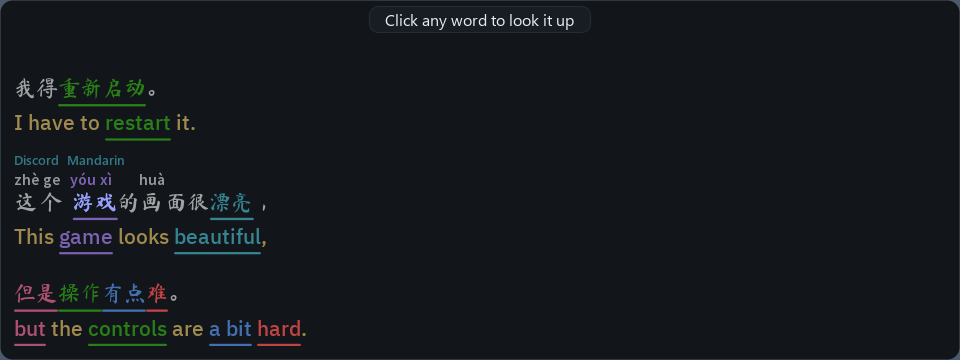 Click any word to look it up
我得重新启动。
I have to restart it.
Discord Mandarin
zhè ge yóu xì huà
这个 游戏的画面很漂亮，
This game looks beautiful,
但是操作有点难。
but the controls are a bit hard.